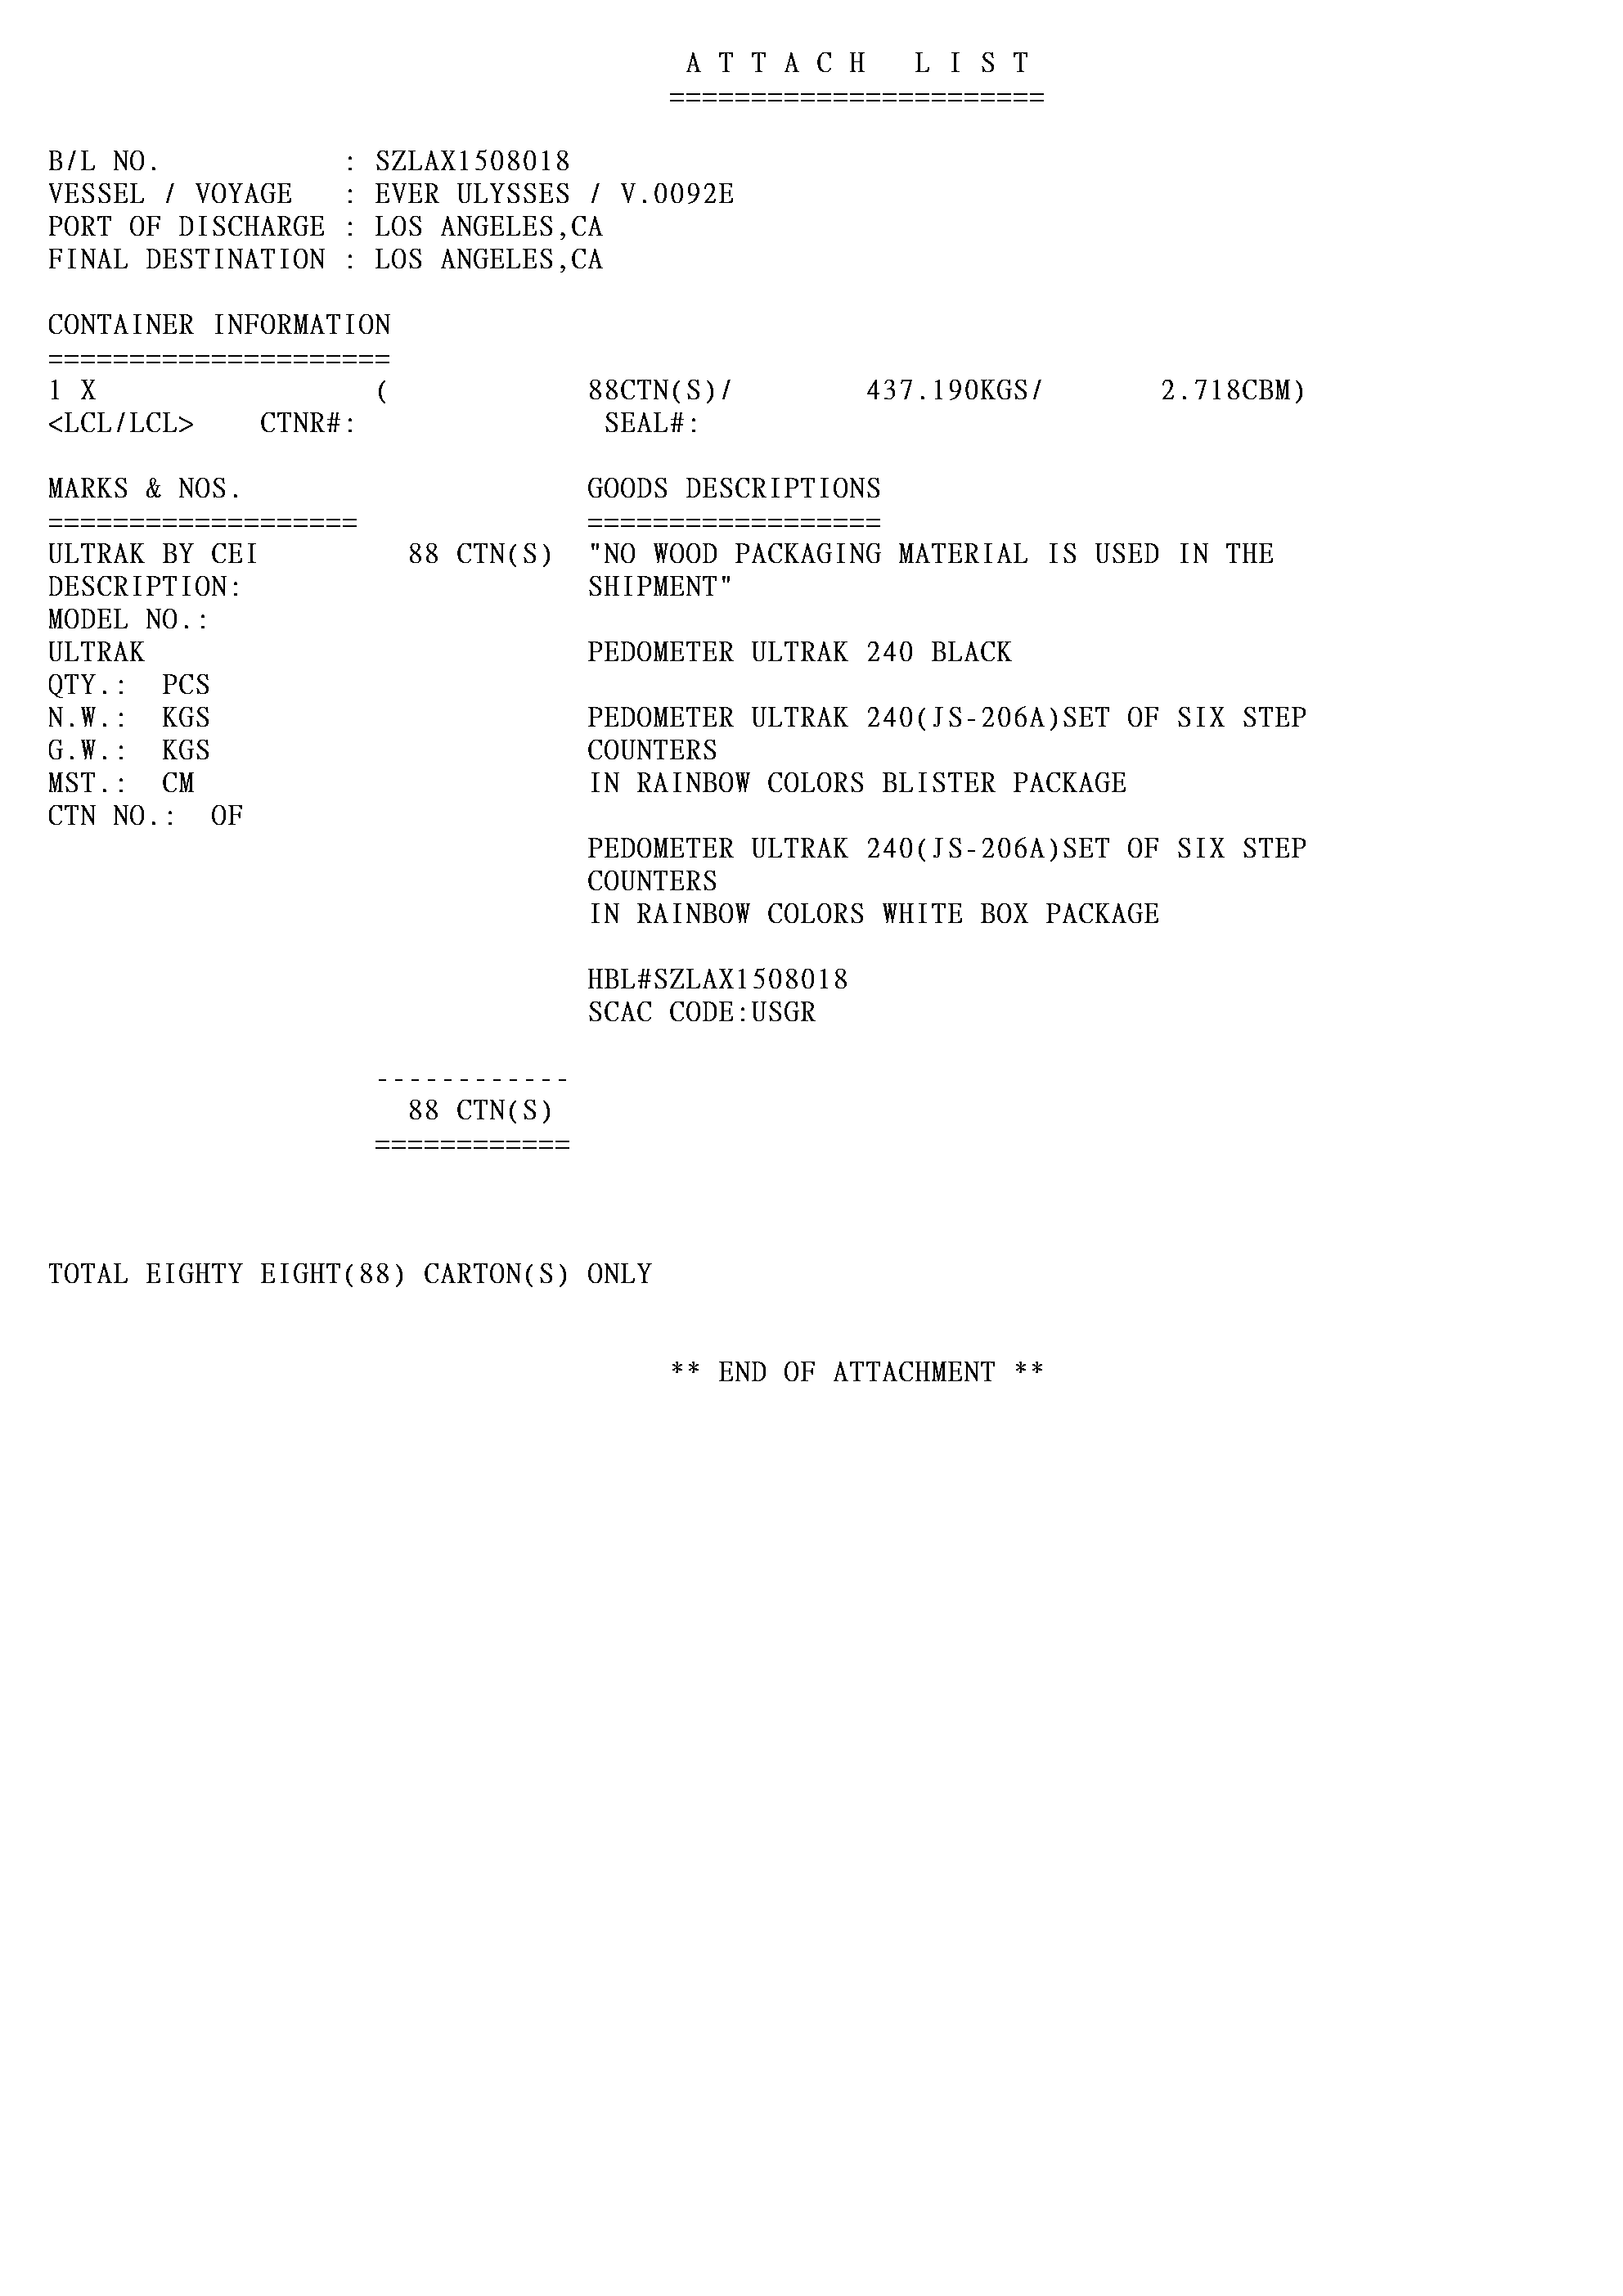 A T T A C H   L I S T
=======================
B/L NO.           : SZLAX1508018
VESSEL / VOYAGE   : EVER ULYSSES / V.0092E
PORT OF DISCHARGE : LOS ANGELES,CA
FINAL DESTINATION : LOS ANGELES,CA
CONTAINER INFORMATION
=====================
1 X                 (            88CTN(S)/        437.190KGS/       2.718CBM)
<LCL/LCL>    CTNR#:               SEAL#:
MARKS & NOS.                     GOODS DESCRIPTIONS
===================              ==================
ULTRAK BY CEI         88 CTN(S)  "NO WOOD PACKAGING MATERIAL IS USED IN THE
DESCRIPTION:                     SHIPMENT"
MODEL NO.:
ULTRAK                           PEDOMETER ULTRAK 240 BLACK
QTY.:  PCS
N.W.:  KGS                       PEDOMETER ULTRAK 240(JS-206A)SET OF SIX STEP
G.W.:  KGS                       COUNTERS
MST.:  CM                        IN RAINBOW COLORS BLISTER PACKAGE
CTN NO.:  OF
PEDOMETER ULTRAK 240(JS-206A)SET OF SIX STEP
COUNTERS
IN RAINBOW COLORS WHITE BOX PACKAGE
HBL#SZLAX1508018
SCAC CODE:USGR
------------
88 CTN(S)
============
TOTAL EIGHTY EIGHT(88) CARTON(S) ONLY
** END OF ATTACHMENT **